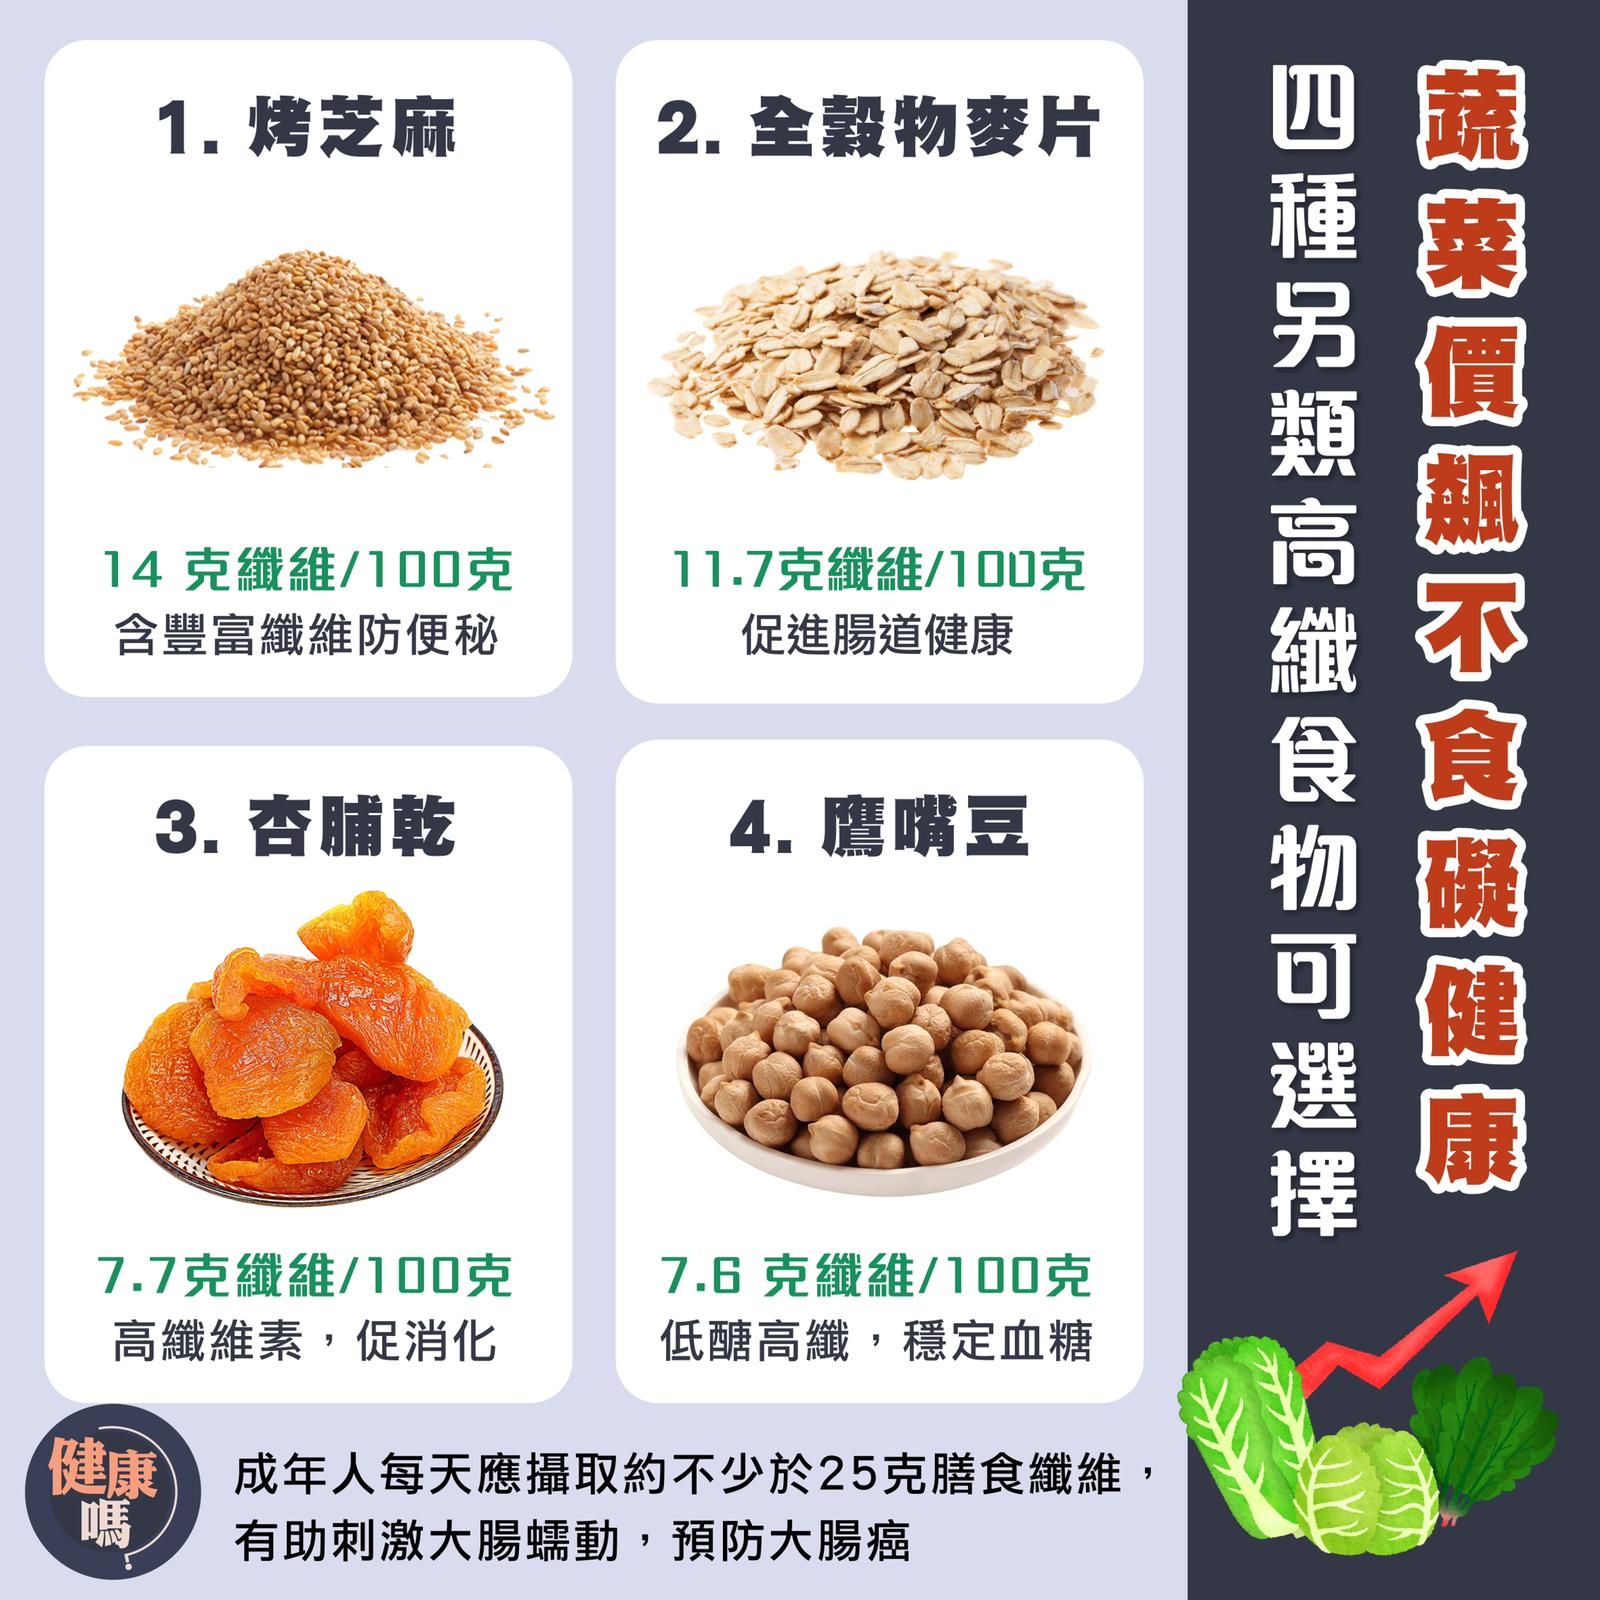 蔬菜價飆不食礙健康
四種另類高纖食物可選擇
1. 烤芝麻
14 克纖維/100克
含豐富纖維防便秘
2. 全穀物麥片
11.7克纖維/100克
促進腸道健康
3. 杏脯乾
7.7克纖維/100克
高纖維素，促消化
4. 鷹嘴豆
7.6 克纖維/100克
低醣高纖，穩定血糖
健康
嗎?
成年人每天應攝取約不少於25克膳食纖維，
有助刺激大腸蠕動，預防大腸癌